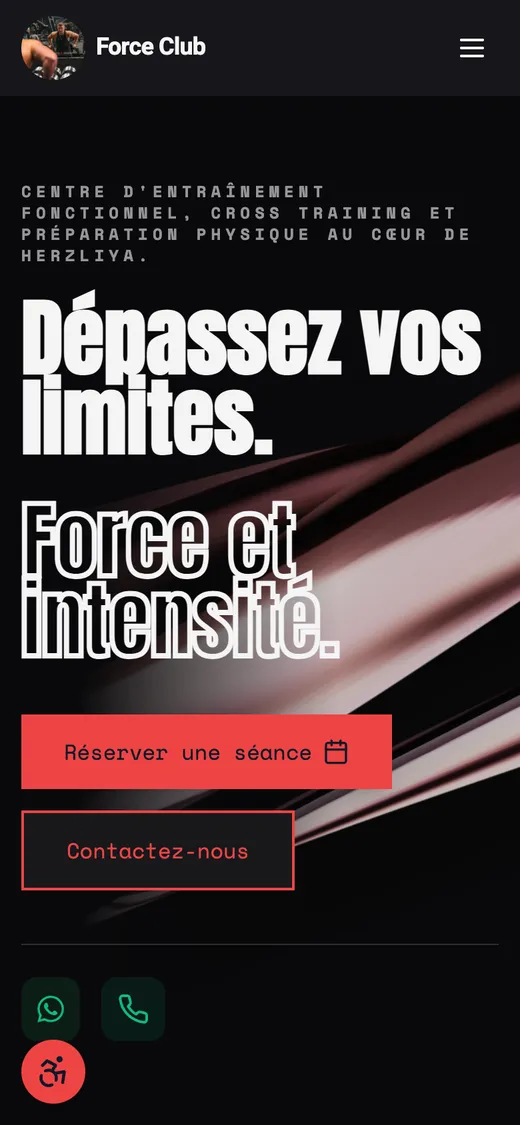 Force Club
CENTRE D'ENTRAÎNEMENT
FONCTIONNEL, CROSS TRAINING ET
PRÉPARATION PHYSIQUE AU CŒUR DE
HERZLIYA.
Dépassez vos
limites.
Force et
intensité.
Réserver une séance
Contactez-nous